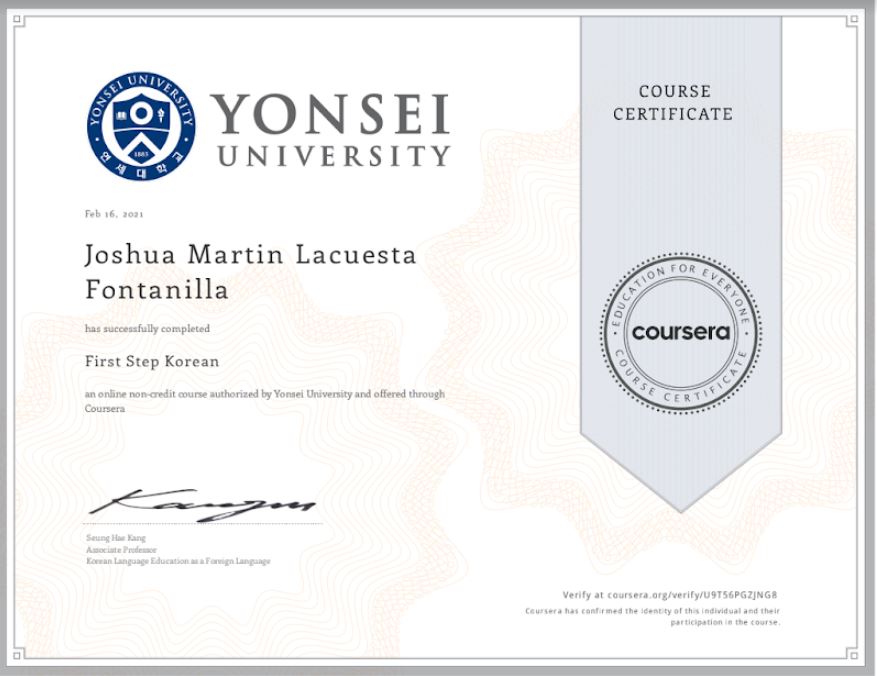 YONSEI UNIVERSITY
1885
연세대학교
YONSEI
UNIVERSITY
COURSE
CERTIFICATE
Feb 16, 2021
Joshua Martin Lacuesta
Fontanilla
has successfully completed
First Step Korean
an online non-credit course authorized by Yonsei University and offered through
Coursera
EDUCATION FOR EVERYONE
coursera
COURSE CERTIFICATE
Kangsn
Seung Hae Kang
Associate Professor
Korean Language Education as a Foreign Language
Verify at coursera.org/verify/U9T56PGZJNG8
Coursera has confirmed the identity of this individual and their
participation in the course.